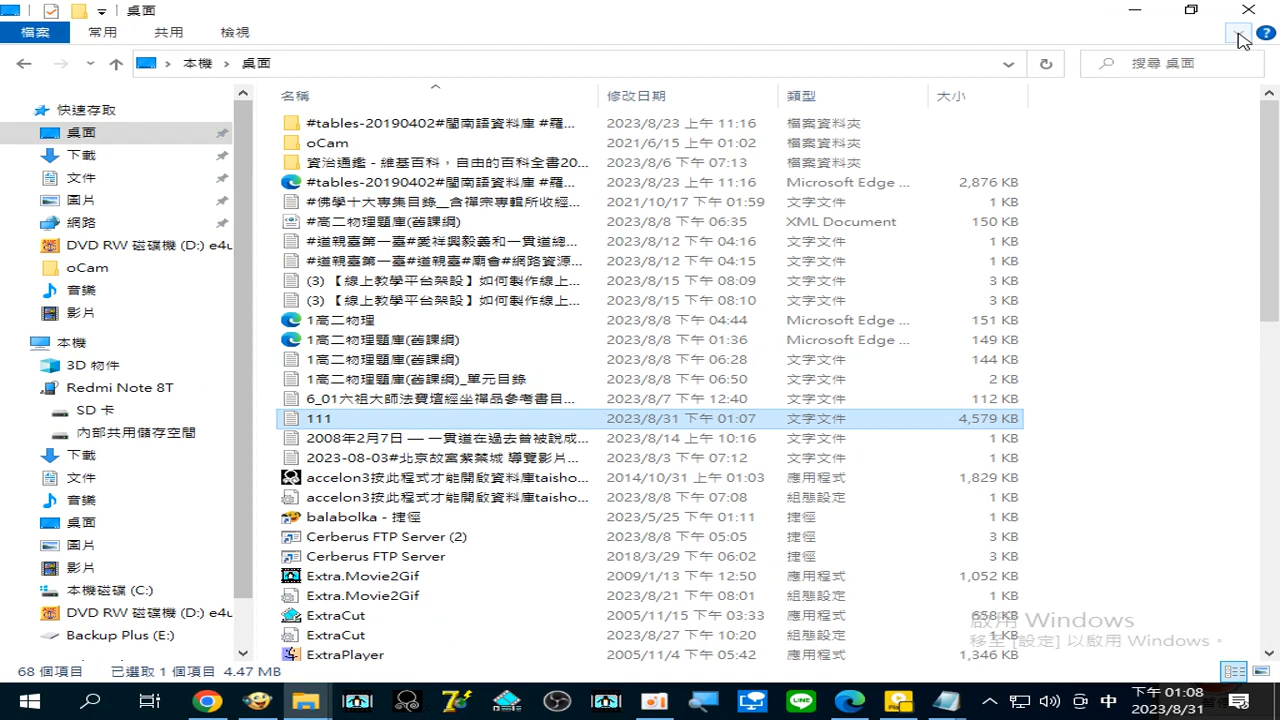 桌面
檔案 常用 共用 檢視
本機 桌面 搜尋 桌面
名稱 修改日期 類型 大小
快速存取
桌面
下載
文件
圖片
網路
DVD RW 磁碟機 (D:) e4u
oCam
音樂
影片
本機
3D 物件
Redmi Note 8T
SD 卡
內部共用儲存空間
下載
文件
音樂
桌面
圖片
影片
本機磁碟 (C:)
DVD RW 磁碟機 (D:) e4u
Backup Plus (E:)
#tables-20190402#閩南語資料庫 #羅... 2023/8/23 上午 11:16 檔案資料夾
oCam 2021/6/15 上午 01:02 檔案資料夾
資治通鑑 - 維基百科，自由的百科全書20... 2023/8/6 下午 07:13 檔案資料夾
#tables-20190402#閩南語資料庫 #羅... 2023/8/23 上午 11:16 Microsoft Edge ... 2,876 KB
#佛學十大專集目錄__含禪宗專輯所收經... 2021/10/17 下午 01:59 文字文件 1 KB
#高二物理題庫(舊課綱) 2023/8/8 下午 06:35 XML Document 150 KB
#道親臺第一臺#愛祥興毅義和一貫道總... 2023/8/12 下午 04:16 文字文件 1 KB
#道親臺第一臺#道親臺#廟會#網路資源... 2023/8/12 下午 04:15 文字文件 1 KB
(3) 【線上教學平台架設】如何製作線上... 2023/8/15 下午 08:09 文字文件 3 KB
(3) 【線上教學平台架設】如何製作線上... 2023/8/15 下午 08:10 文字文件 3 KB
1高二物理 2023/8/8 下午 04:44 Microsoft Edge ... 151 KB
1高二物理題庫(舊課綱) 2023/8/8 下午 01:36 Microsoft Edge ... 149 KB
1高二物理題庫(舊課綱) 2023/8/8 下午 06:28 文字文件 144 KB
1高二物理題庫(舊課綱)_單元目錄 2023/8/8 下午 06:50 文字文件 2 KB
6_01六祖大師法寶壇經坐禪品參考書目... 2023/8/7 下午 12:40 文字文件 112 KB
111 2023/8/31 下午 01:07 文字文件 4,579 KB
2008年2月7日 — 一貫道在過去曾被說成... 2023/8/14 上午 10:16 文字文件 1 KB
2023-08-03#北京故宮紫禁城 導覽影片... 2023/8/3 下午 07:12 文字文件 1 KB
accelon3按此程式才能開啟資料庫taisho... 2014/10/31 上午 01:03 應用程式 1,829 KB
accelon3按此程式才能開啟資料庫taisho... 2023/8/8 下午 07:08 組態設定 1 KB
balabolka - 捷徑 2023/5/25 下午 01:11 捷徑 1 KB
Cerberus FTP Server (2) 2023/8/8 下午 05:05 捷徑 3 KB
Cerberus FTP Server 2018/3/29 下午 06:02 捷徑 3 KB
Extra.Movie2Gif 2009/1/13 下午 12:50 應用程式 1,052 KB
Extra.Movie2Gif 2023/8/21 下午 08:01 組態設定 1 KB
ExtraCut 2005/11/15 下午 03:33 應用程式 658 KB
ExtraCut 2023/8/27 下午 10:20 組態設定 1 KB
ExtraPlayer 2005/11/4 下午 05:42 應用程式 1,346 KB
啟用 Windows
移至 [設定] 以啟用 Windows。
68 個項目 已選取 1 個項目 4.47 MB
中 下午 01:08
2023/8/31